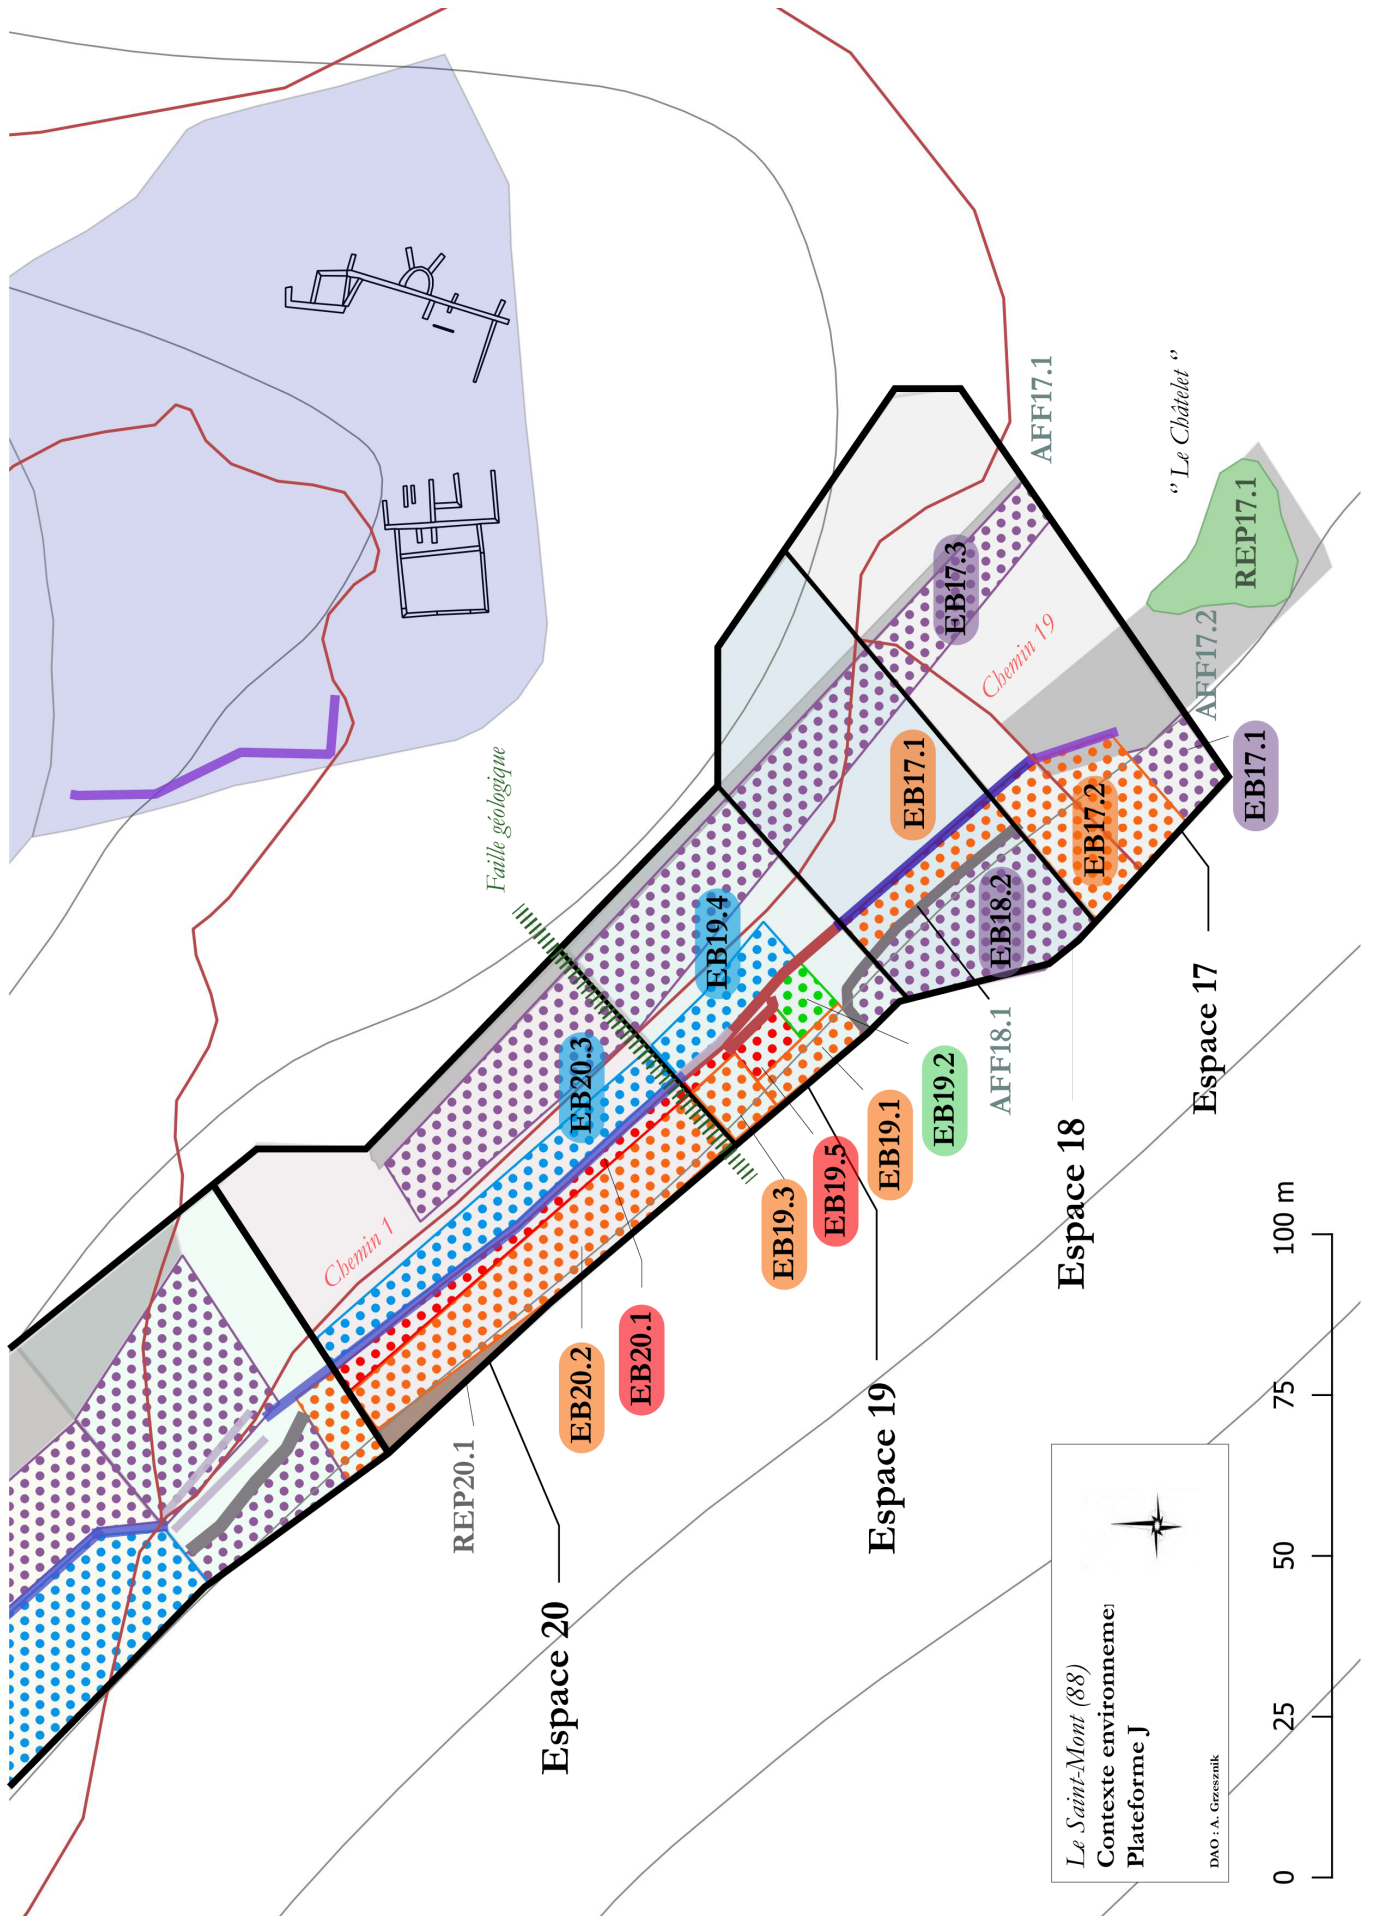 Faille géologique
" Le Châtelet "
AFF17.1
REP17.1
AFF17.2
EB17.3
Chemin 19
EB17.1
EB17.2
EB17.1
EB18.2
EB19.4
EB20.3
AFF18.1
EB19.2
EB19.1
EB19.5
EB19.3
Chemin 1
EB20.1
EB20.2
REP20.1
Espace 17
Espace 18
Espace 19
Espace 20
Le Saint-Mont (88)
Contexte environneme
Plateforme J
DAO : A. Grzesznik
0 25 50 75 100 m